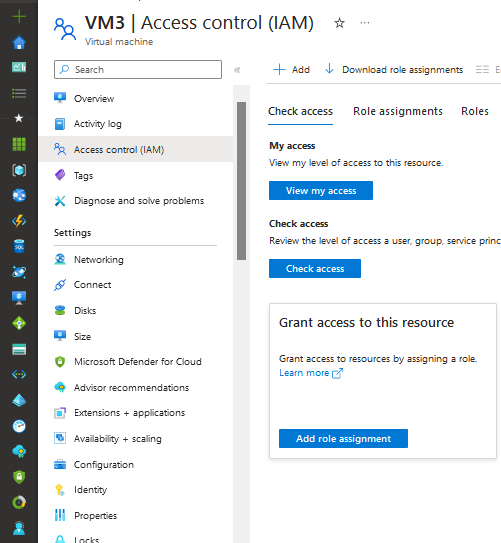 VM3 | Access control (IAM) ☆ ···
Virtual machine
Search «
+ Add Download role assignments
Overview
Activity log
Access control (IAM)
Tags
Diagnose and solve problems
Settings
Networking
Connect
Disks
Size
Microsoft Defender for Cloud
Advisor recommendations
Extensions + applications
Availability + scaling
Configuration
Identity
Properties
Locks
Check access Role assignments Roles
My access
View my level of access to this resource.
View my access
Check access
Review the level of access a user, group, service princ
Check access
Grant access to this resource
Grant access to resources by assigning a role.
Learn more
Add role assignment
SQL